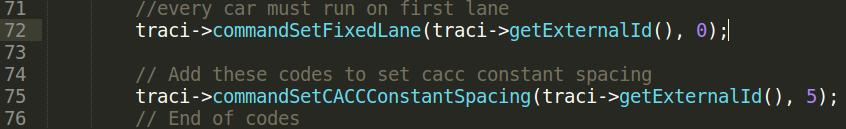 71 //every car must run on first lane
72 traci->commandSetFixedLane(traci->getExternalId(), 0);
73
74 // Add these codes to set cacc constant spacing
75 traci->commandSetCACCConstantSpacing(traci->getExternalId(), 5);
76 // End of codes